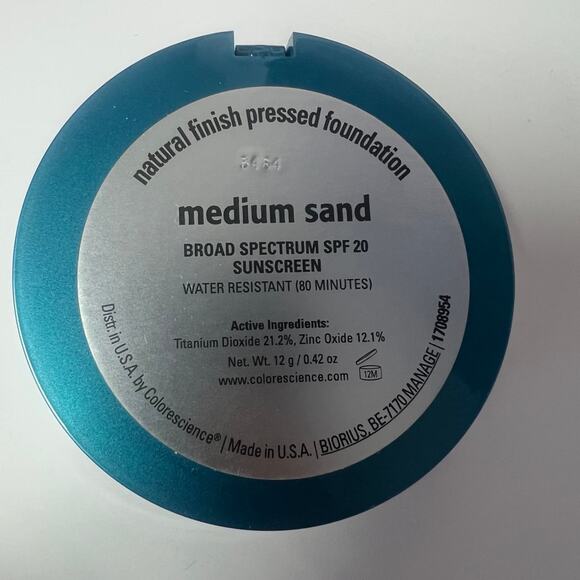 natural finish pressed foundation
8464
medium sand
BROAD SPECTRUM SPF 20
SUNSCREEN
WATER RESISTANT (80 MINUTES)
Active Ingredients:
Titanium Dioxide 21.2%, Zinc Oxide 12.1%
Net. Wt. 12 g / 0.42 oz
www.colorescience.com
12M
Distr. in U.S.A. by Colorescience® | Made in U.S.A. | BIORIUS, BE-7170 MANAGE | 1708954